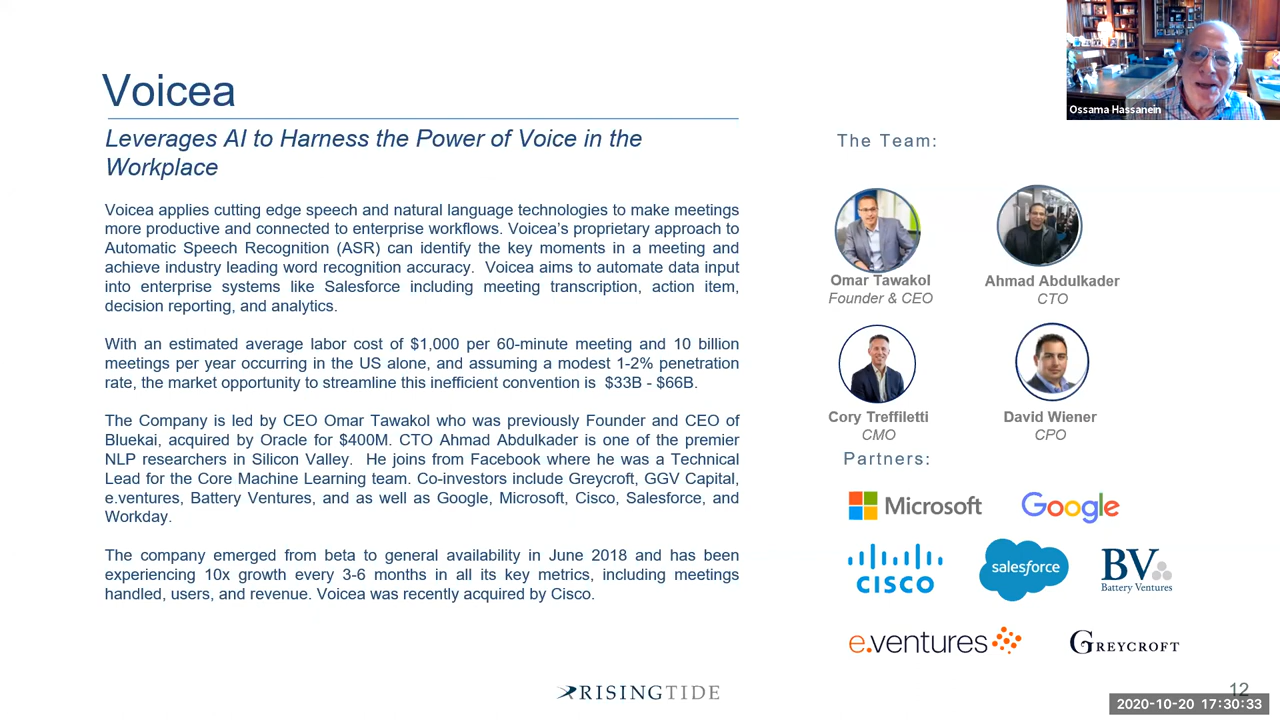 Voicea
Leverages AI to Harness the Power of Voice in the
Workplace
Voicea applies cutting edge speech and natural language technologies to make meetings
more productive and connected to enterprise workflows. Voicea’s proprietary approach to
Automatic Speech Recognition (ASR) can identify the key moments in a meeting and
achieve industry leading word recognition accuracy. Voicea aims to automate data input
into enterprise systems like Salesforce including meeting transcription, action item,
decision reporting, and analytics.
With an estimated average labor cost of $1,000 per 60-minute meeting and 10 billion
meetings per year occurring in the US alone, and assuming a modest 1-2% penetration
rate, the market opportunity to streamline this inefficient convention is $33B - $66B.
The Company is led by CEO Omar Tawakol who was previously Founder and CEO of
Bluekai, acquired by Oracle for $400M. CTO Ahmad Abdulkader is one of the premier
NLP researchers in Silicon Valley. He joins from Facebook where he was a Technical
Lead for the Core Machine Learning team. Co-investors include Greycroft, GGV Capital,
e.ventures, Battery Ventures, and as well as Google, Microsoft, Cisco, Salesforce, and
Workday.
The company emerged from beta to general availability in June 2018 and has been
experiencing 10x growth every 3-6 months in all its key metrics, including meetings
handled, users, and revenue. Voicea was recently acquired by Cisco.
Ossama Hassanein
The Team:
Omar Tawakol
Founder & CEO
Ahmad Abdulkader
CTO
Cory Treffiletti
CMO
David Wiener
CPO
Partners:
Microsoft
Google
CISCO
salesforce
BV
Battery Ventures
e.ventures
GREYCROFT
RISINGTIDE
12
2020-10-20 17:30:33